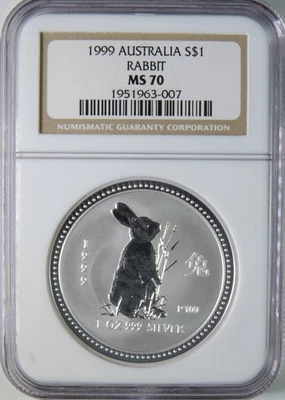 1999 AUSTRALIA S$1
RABBIT
MS 70
1951963-007
NUMISMATIC GUARANTY CORPORATION
1999
兔
P100
1 OZ 999 SILVER